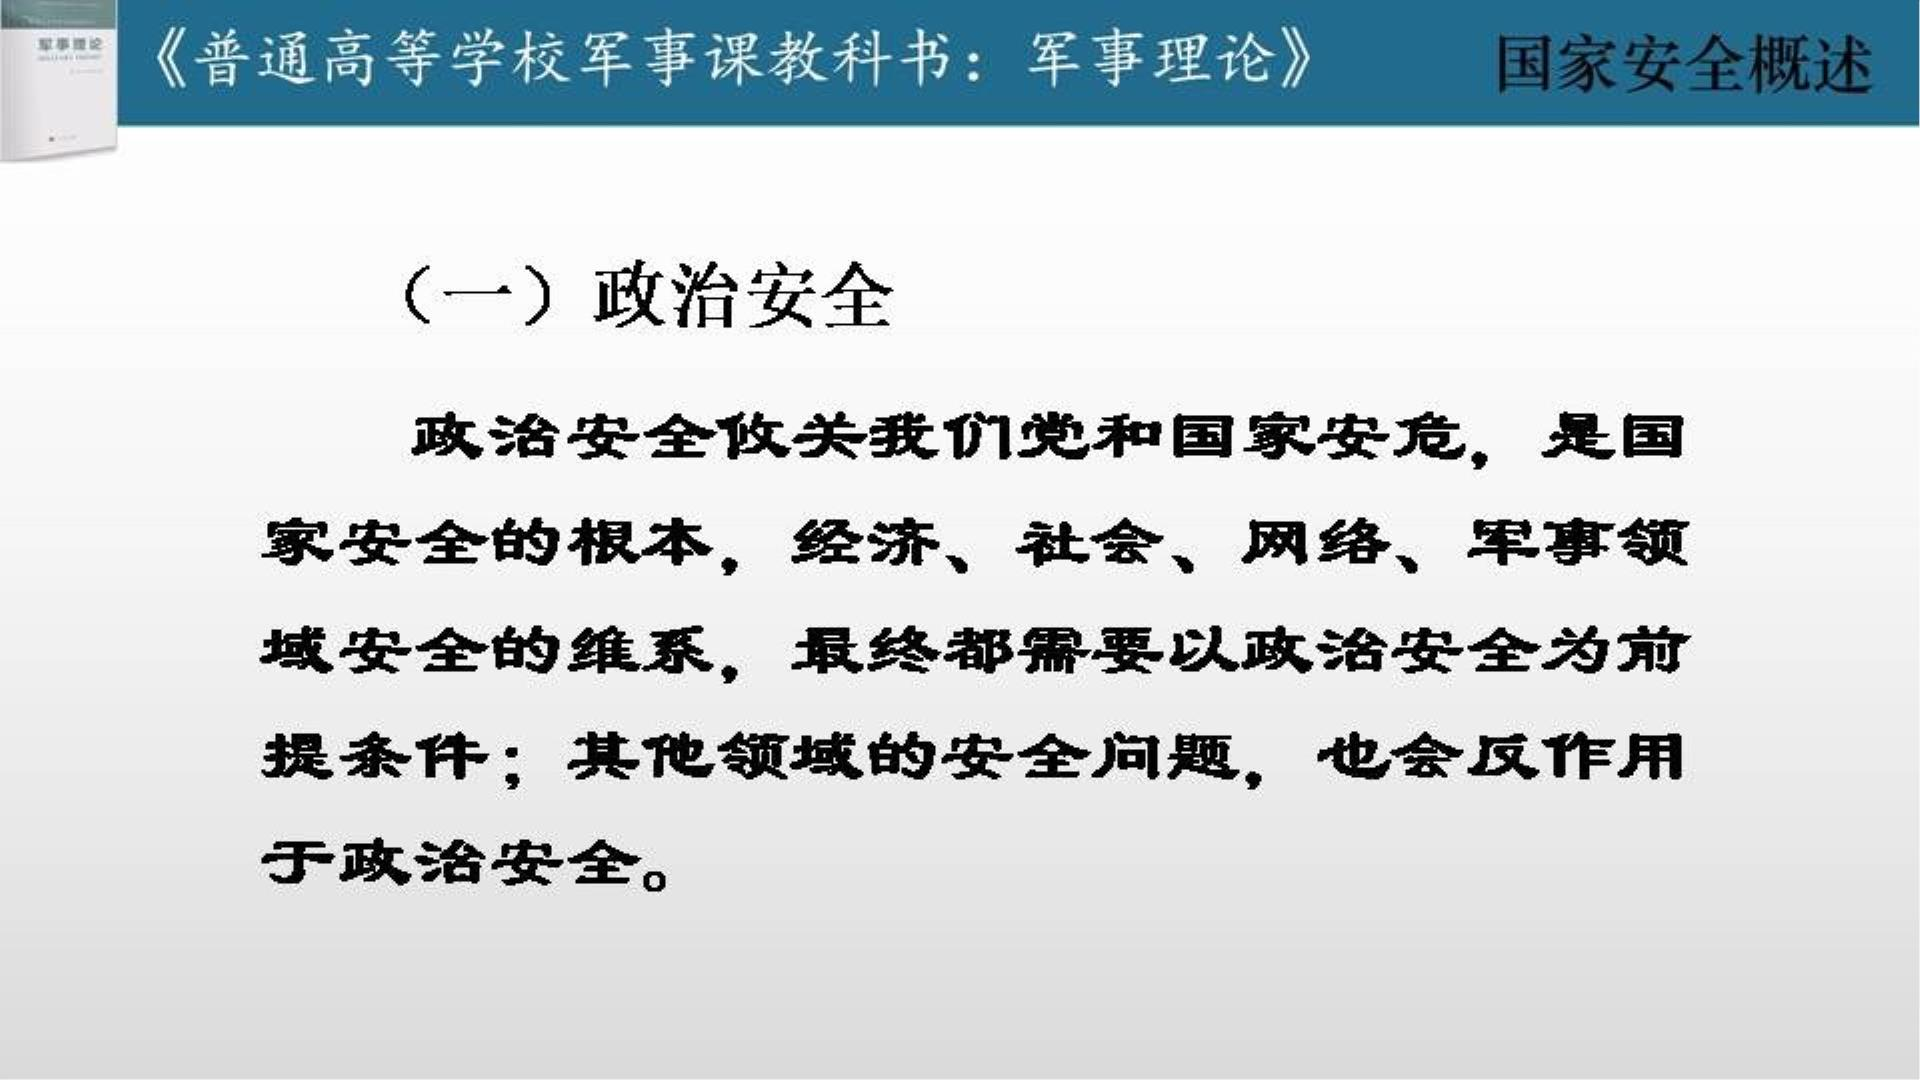 军事理论
《普通高等学校军事课教科书：军事理论》
国家安全概述
（一）政治安全
政治安全攸关我们党和国家安危，是国
家安全的根本，经济、社会、网络、军事领
域安全的维系，最终都需要以政治安全为前
提条件；其他领域的安全问题，也会反作用
于政治安全。